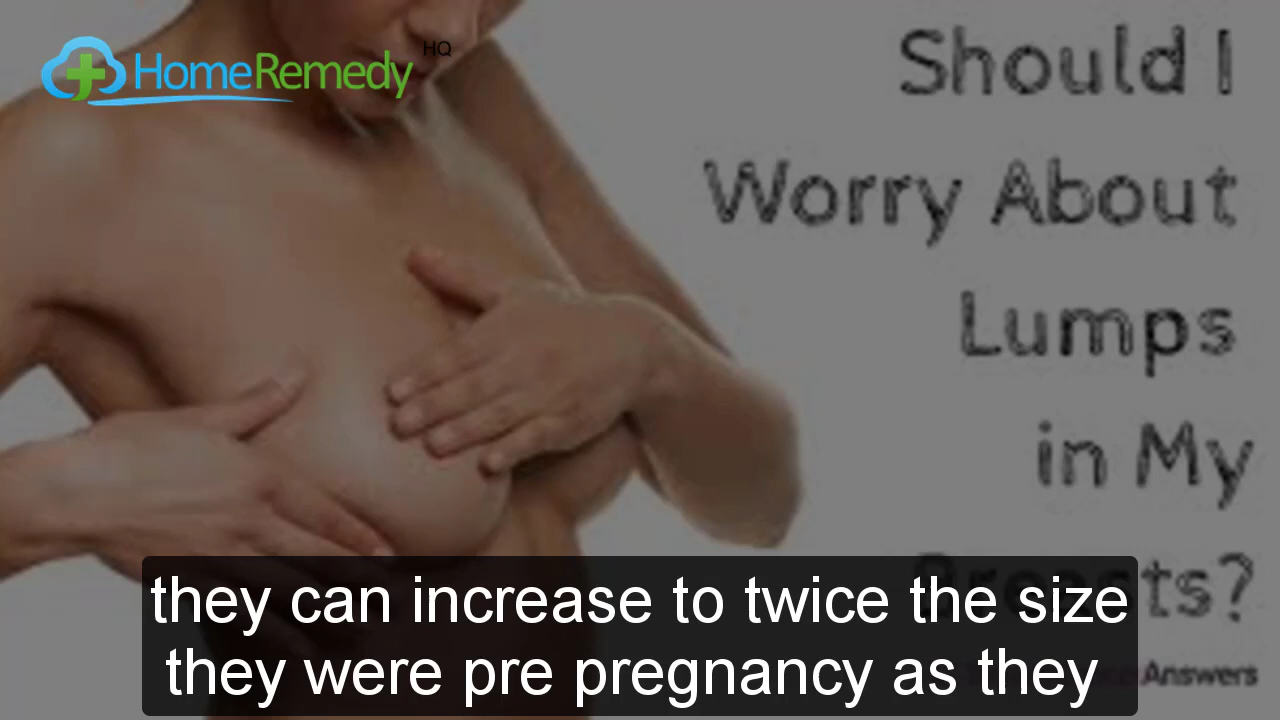 HomeRemedy HQ
Should I
Worry About
Lumps
in My
Breasts?
Answers
they can increase to twice the size
they were pre pregnancy as they